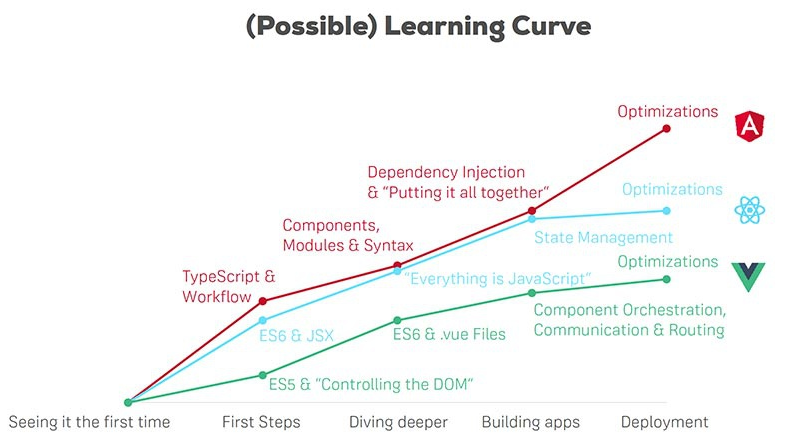 (Possible) Learning Curve
Optimizations
Dependency Injection
& “Putting it all together“
Optimizations
Components,
Modules & Syntax
State Management
Optimizations
TypeScript &
Workflow
“Everything is JavaScript“
Component Orchestration,
Communication & Routing
ES6 & JSX
ES6 & .vue Files
ES5 & “Controlling the DOM“
Seeing it the first time
First Steps
Diving deeper
Building apps
Deployment
A